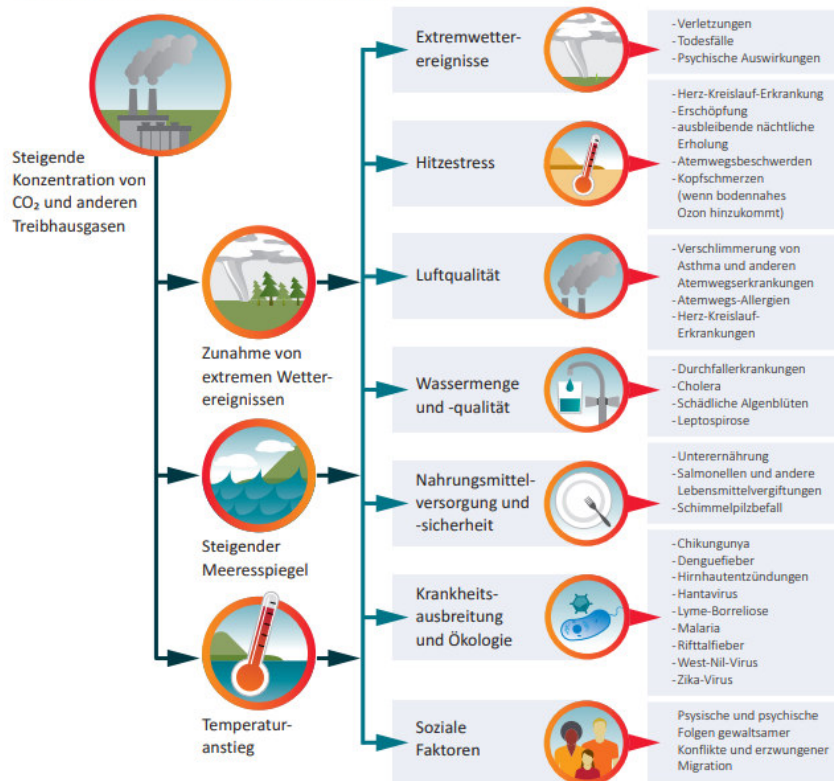 Steigende
Konzentration von
CO₂ und anderen
Treibhausgasen
Zunahme von
extremen Wetter-
ereignissen
Steigender
Meeresspiegel
Temperatur-
anstieg
Extremwetter-
ereignisse
- Verletzungen
- Todesfälle
- Psychische Auswirkungen
Hitzestress
- Herz-Kreislauf-Erkrankung
- Erschöpfung
- ausbleibende nächtliche
Erholung
- Atemwegsbeschwerden
- Kopfschmerzen
(wenn bodennahes
Ozon hinzukommt)
Luftqualität
- Verschlimmerung von
Asthma und anderen
Atemwegserkrankungen
- Atemwegs-Allergien
- Herz-Kreislauf-
Erkrankungen
Wassermenge
und -qualität
- Durchfallerkrankungen
- Cholera
- Schädliche Algenblüten
- Leptospirose
Nahrungsmittel-
versorgung und
-sicherheit
- Unterernährung
- Salmonellen und andere
Lebensmittelvergiftungen
- Schimmelpilzbefall
Krankheits-
ausbreitung
und Ökologie
- Chikungunya
- Denguefieber
- Hirnhautentzündungen
- Hantavirus
- Lyme-Borreliose
- Malaria
- Rifttalfieber
- West-Nil-Virus
- Zika-Virus
Soziale
Faktoren
Psysische und psychische
Folgen gewaltsamer
Konflikte und erzwungener
Migration